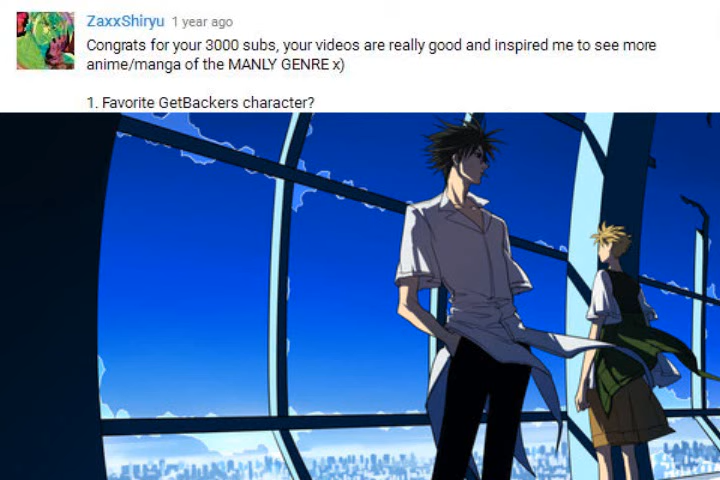 ZaxxShiryu 1 year ago
Congrats for your 3000 subs, your videos are really good and inspired me to see more
anime/manga of the MANLY GENRE x)
1. Favorite GetBackers character?